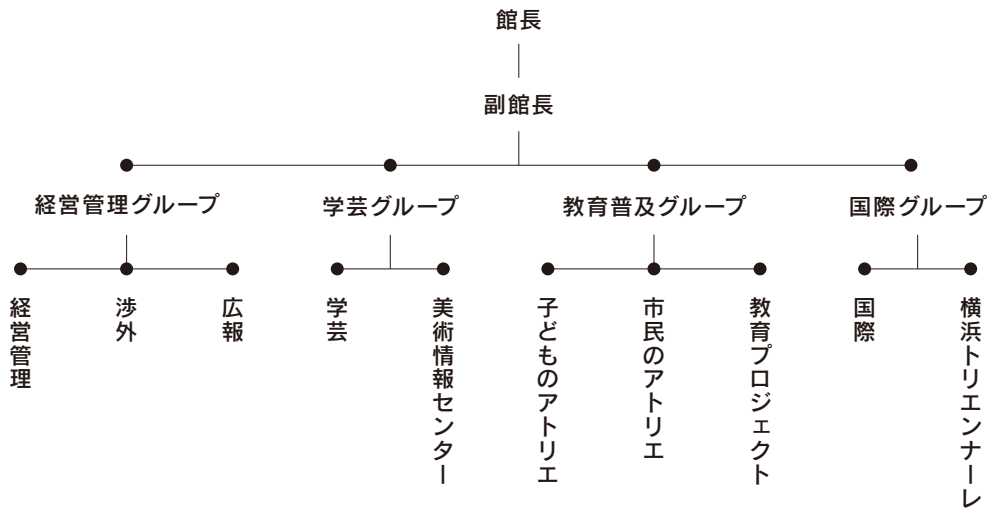 館長
副館長
経営管理グループ
学芸グループ
教育普及グループ
国際グループ
経営管理
渉外
広報
学芸
美術情報センター
子どものアトリエ
市民のアトリエ
教育プロジェクト
国際
横浜トリエンナーレ